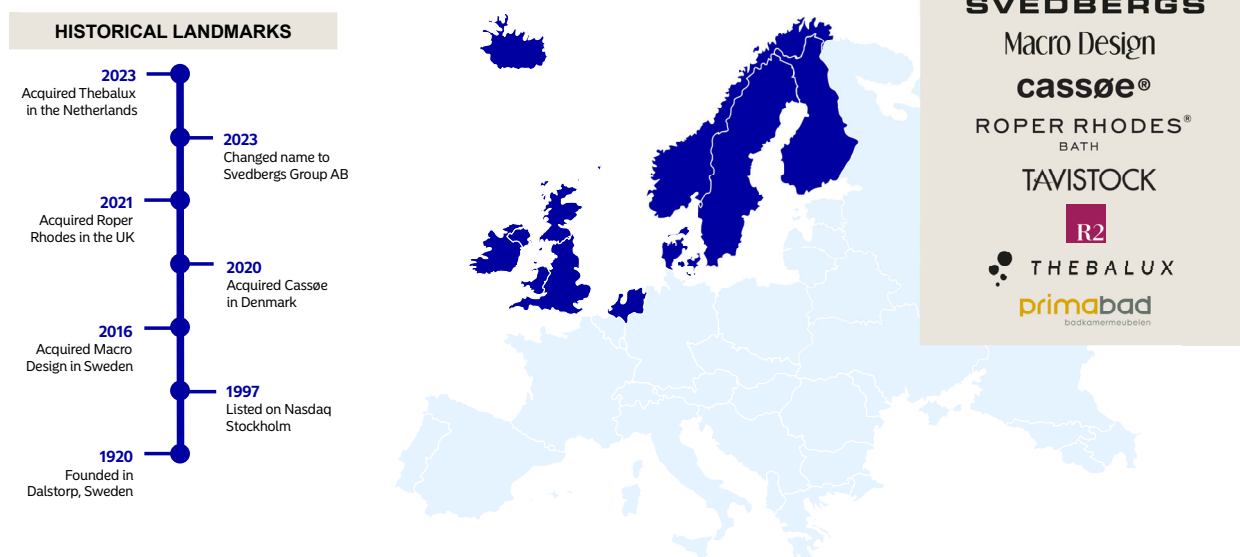 HISTORICAL LANDMARKS
2023
Acquired Thebalux
in the Netherlands
2023
Changed name to
Svedbergs Group AB
2021
Acquired Roper
Rhodes in the UK
2020
Acquired Cassøe
in Denmark
2016
Acquired Macro
Design in Sweden
1997
Listed on Nasdaq
Stockholm
1920
Founded in
Dalstorp, Sweden
SVEDBERGS
Macro Design
cassøe®
ROPER RHODES®
BATH
TAVISTOCK
R2
THEBALUX
primabad
badkamermeubelen